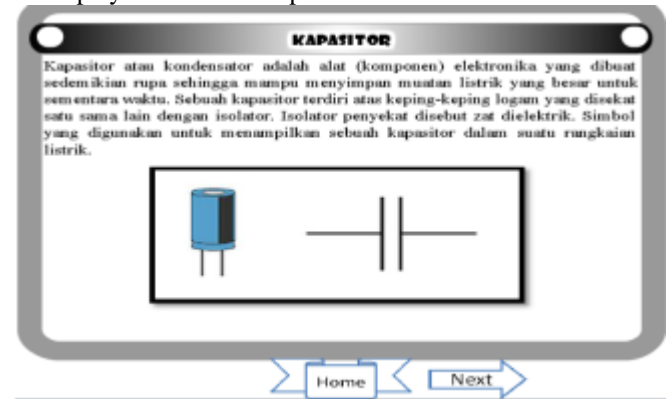 KAPASITOR
Kapasitor atau kondensator adalah alat (komponen) elektronika yang dibuat
sedemikian rupa sehingga mampu menyimpan muatan listrik yang besar untuk
sementara waktu. Sebuah kapasitor terdiri atas keping-keping logam yang disekat
satu sama lain dengan isolator. Isolator penyekat disebut zat dielektrik. Simbol
yang digunakan untuk menampilkan sebuah kapasitor dalam suatu rangkaian
listrik.
Home
Next